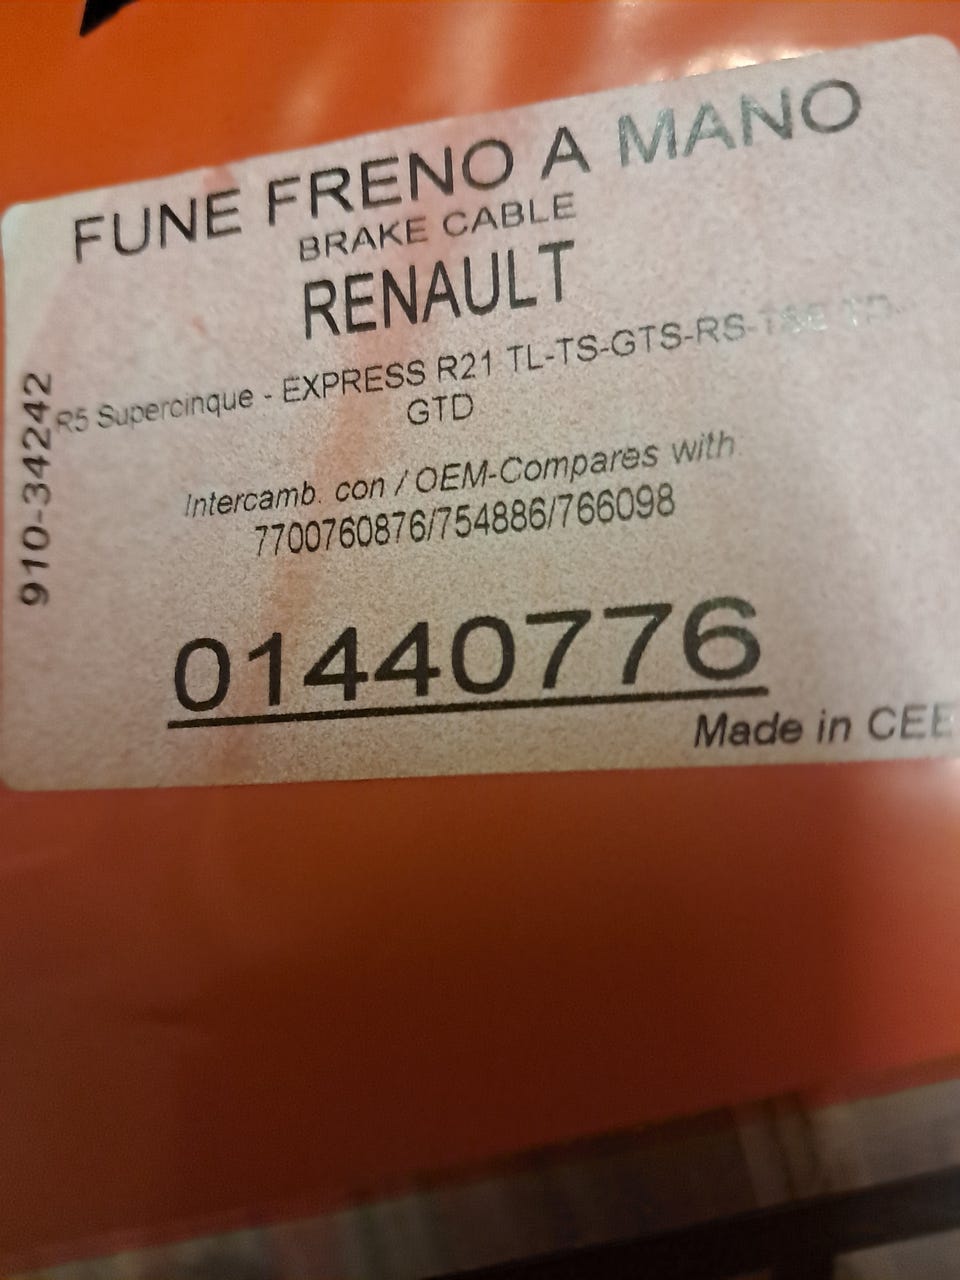 FUNE FRENO A MANO
BRAKE CABLE
RENAULT
R5 Supercinque - EXPRESS R21 TL-TS-GTS-RS-
GTD
Intercamb. con / OEM-Compares with
7700760876/754886/766098
01440776
Made in CEE
910-34242